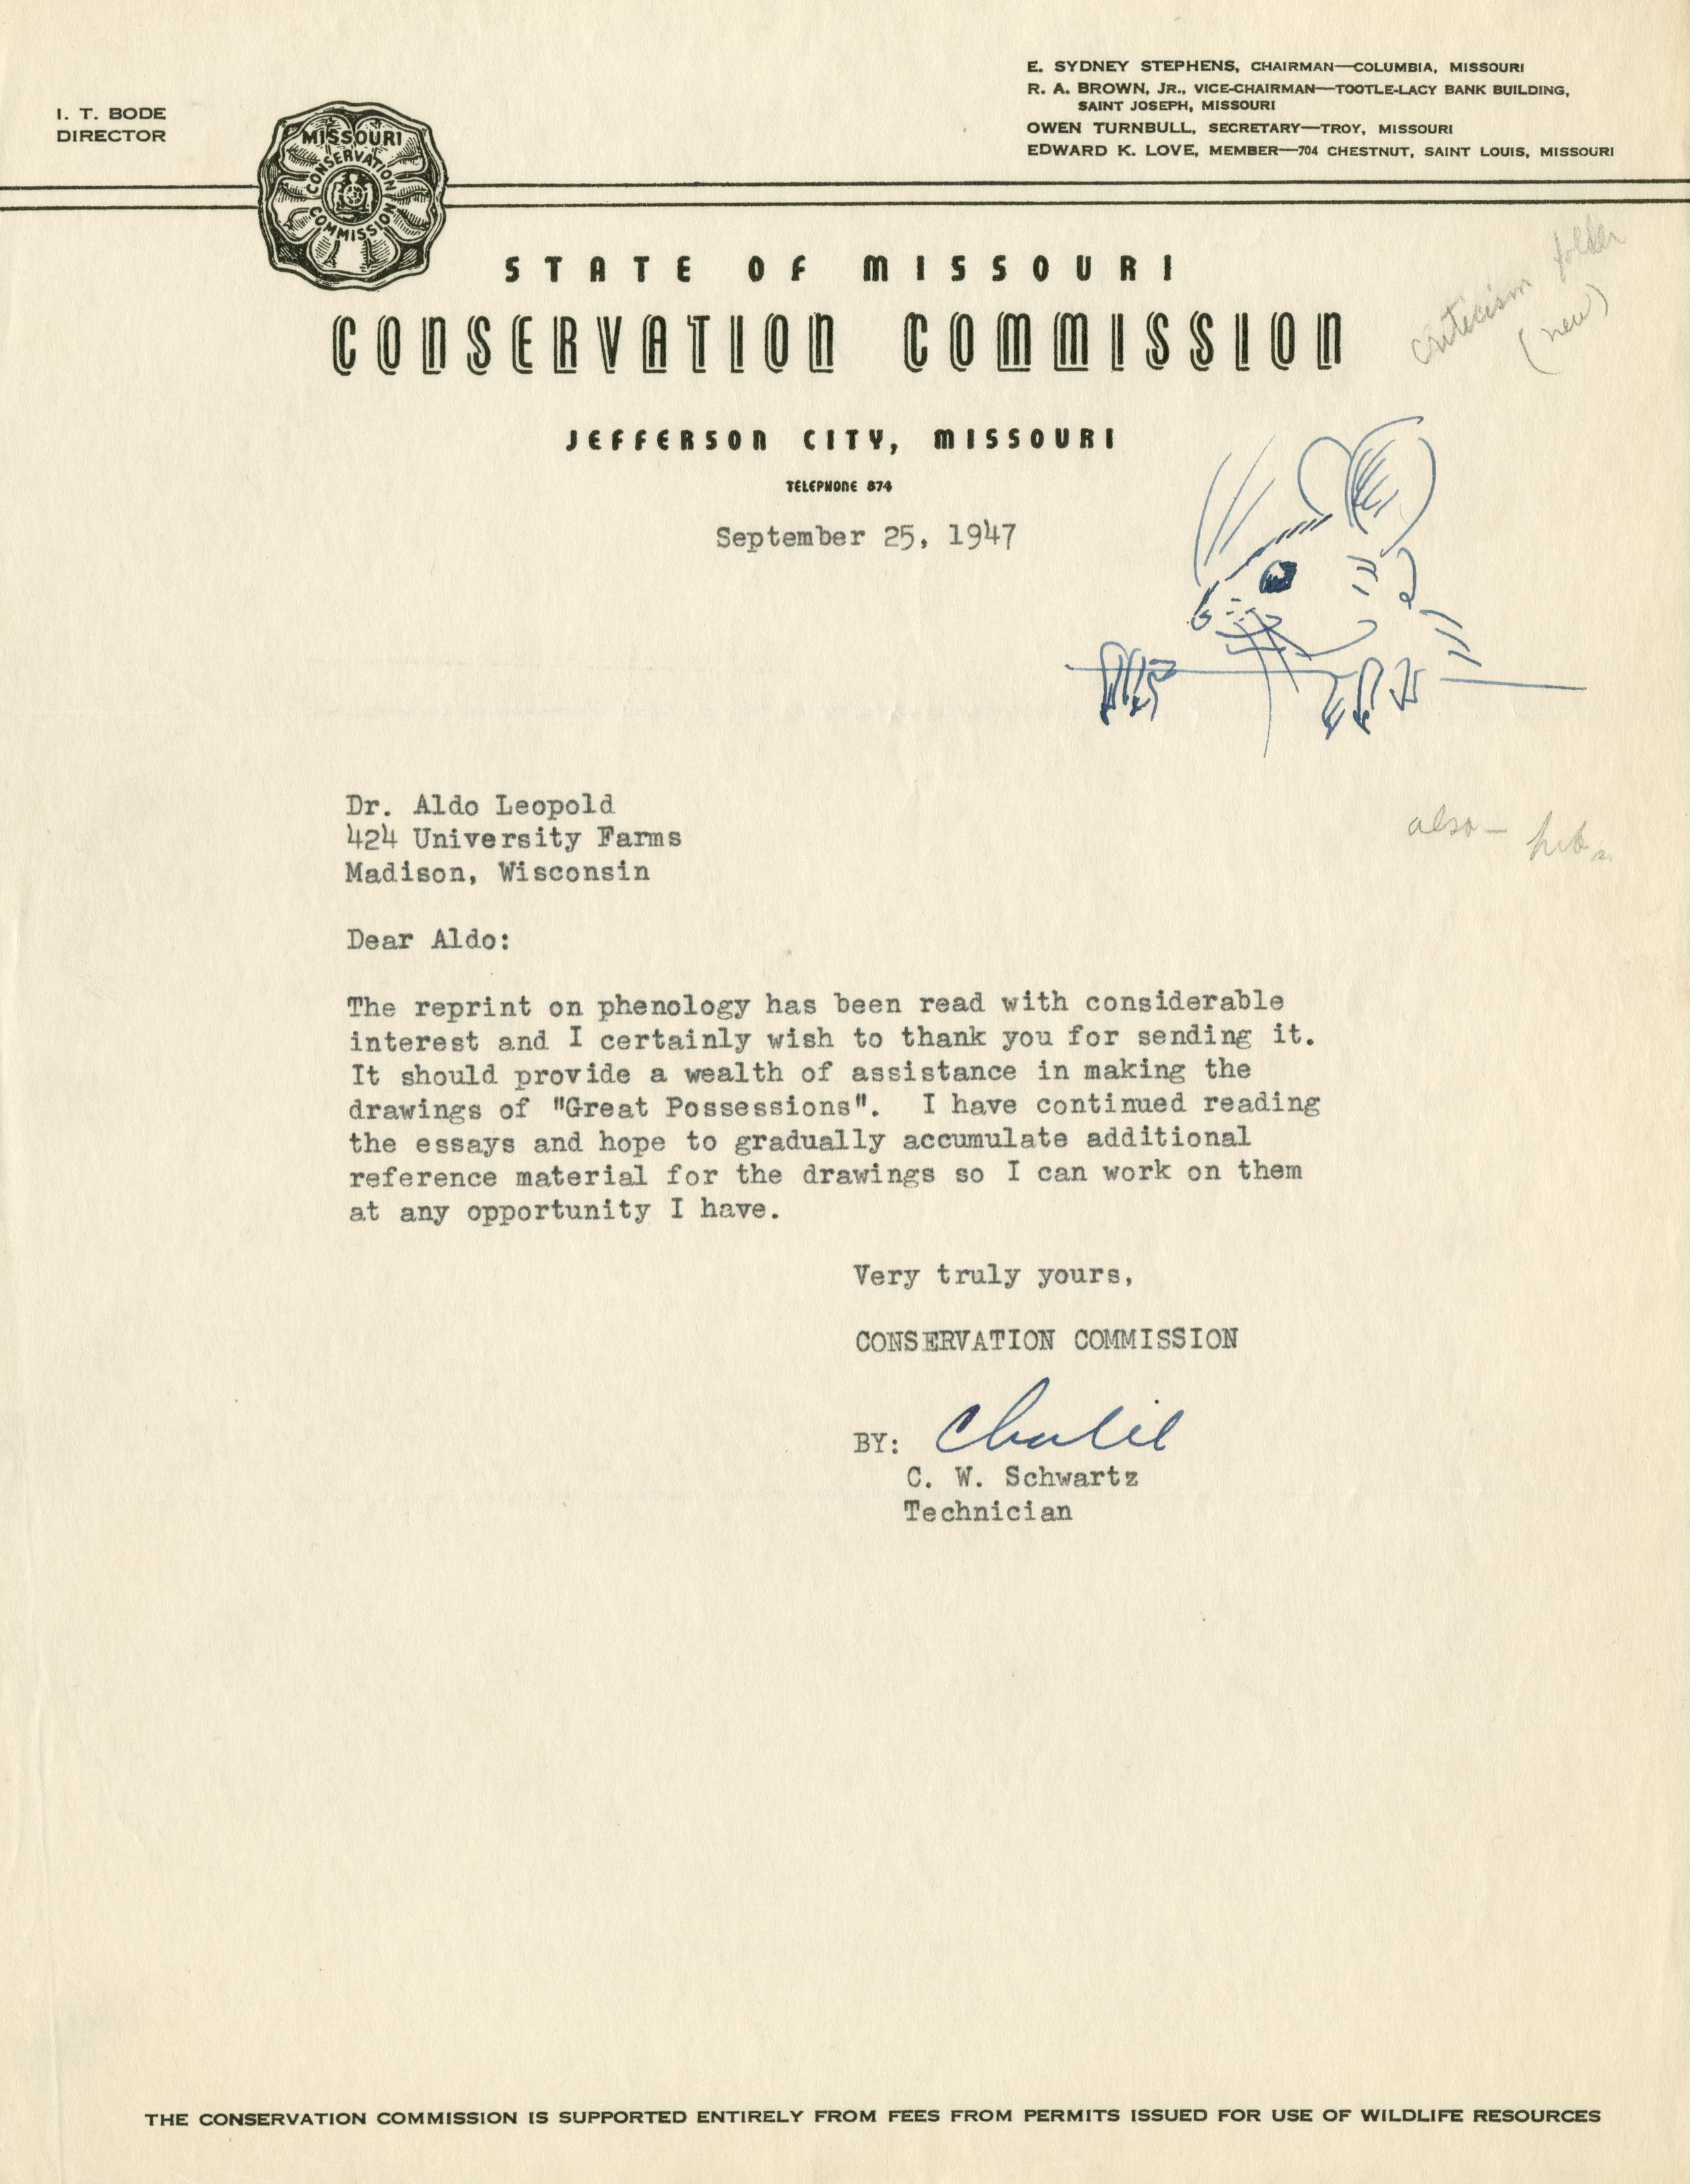 I. T. BODE
DIRECTOR
MISSOURI
CONSERVATION
COMMISSION
E. SYDNEY STEPHENS, CHAIRMAN—COLUMBIA, MISSOURI
R. A. BROWN, JR., VICE-CHAIRMAN—TOOTLE-LACY BANK BUILDING,
SAINT JOSEPH, MISSOURI
OWEN TURNBULL, SECRETARY—TROY, MISSOURI
EDWARD K. LOVE, MEMBER—704 CHESTNUT, SAINT LOUIS, MISSOURI
STATE OF MISSOURI
CONSERVATION COMMISSION
criticism folder
(new)
JEFFERSON CITY, MISSOURI
TELEPHONE 874
September 25, 1947
Dr. Aldo Leopold
424 University Farms
Madison, Wisconsin
also—
Dear Aldo:
The reprint on phenology has been read with considerable
interest and I certainly wish to thank you for sending it.
It should provide a wealth of assistance in making the
drawings of "Great Possessions". I have continued reading
the essays and hope to gradually accumulate additional
reference material for the drawings so I can work on them
at any opportunity I have.
Very truly yours,
CONSERVATION COMMISSION
BY: Charlie
C. W. Schwartz
Technician
THE CONSERVATION COMMISSION IS SUPPORTED ENTIRELY FROM FEES FROM PERMITS ISSUED FOR USE OF WILDLIFE RESOURCES